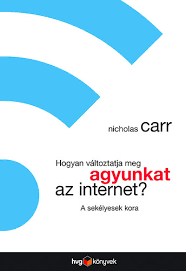 nicholas carr
Hogyan változtatja meg
agyunkat
az internet?
A sekélyesek kora
hvg könyvek